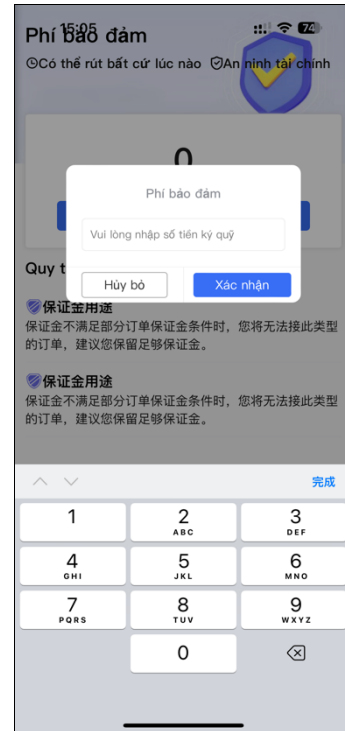 15:05
74
Phí bảo đảm
Có thể rút bất cứ lúc nào An ninh tài chính
0
Phí bảo đảm
Vui lòng nhập số tiền ký quỹ
Hủy bỏ Xác nhận
Quy t
保证金用途
保证金不满足部分订单保证金条件时，您将无法接此类型
的订单，建议您保留足够保证金。
保证金用途
保证金不满足部分订单保证金条件时，您将无法接此类型
的订单，建议您保留足够保证金。
完成
1 2 3
ABC DEF
4 5 6
GHI JKL MNO
7 8 9
PQRS TUV WXYZ
0